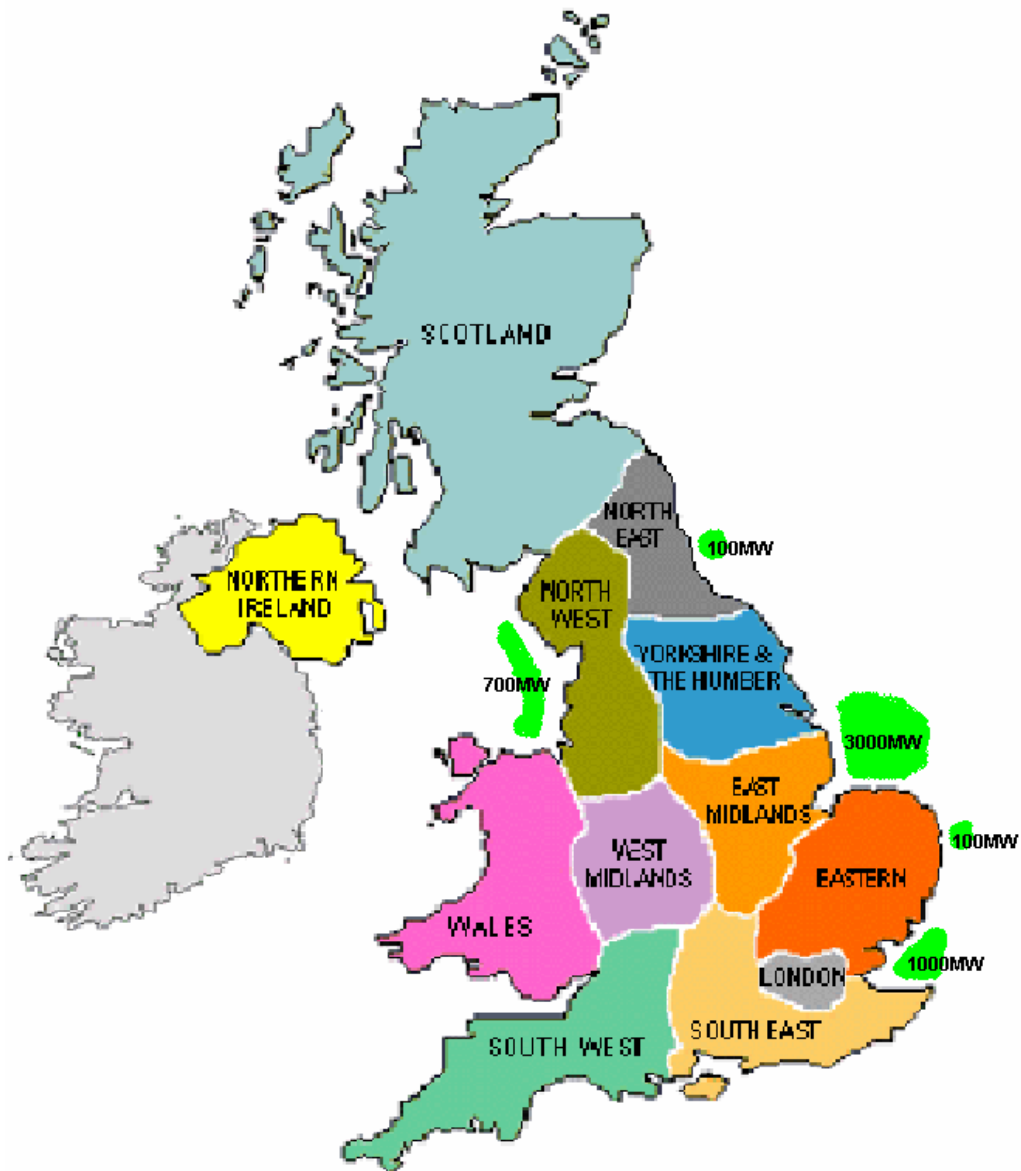 SCOTLAND
NORTH
EAST
100MW
NORTHERN
IRELAND
NORTH
WEST
YORKSHIRE &
THE HUMBER
700MW
3000MW
EAST
MIDLANDS
100MW
WEST
MIDLANDS
EASTERN
WALES
1000MW
LONDON
SOUTH EAST
SOUTH WEST